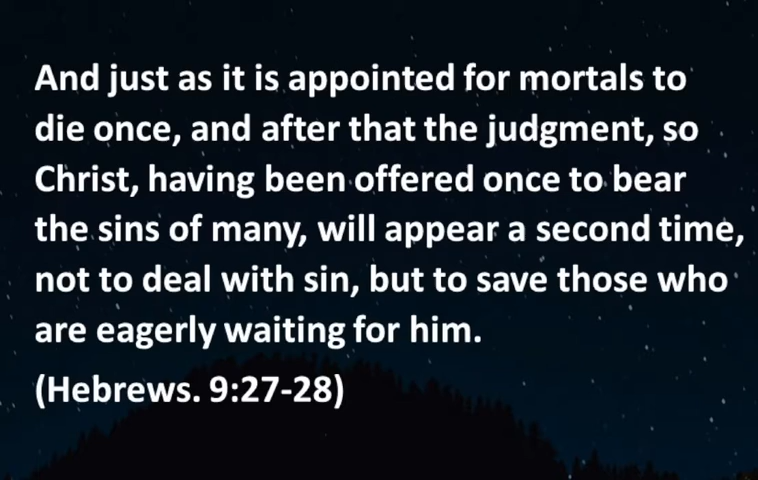 And just as it is appointed for mortals to
die once, and after that the judgment, so
Christ, having been offered once to bear
the sins of many, will appear a second time,
not to deal with sin, but to save those who
are eagerly waiting for him.
(Hebrews. 9:27-28)